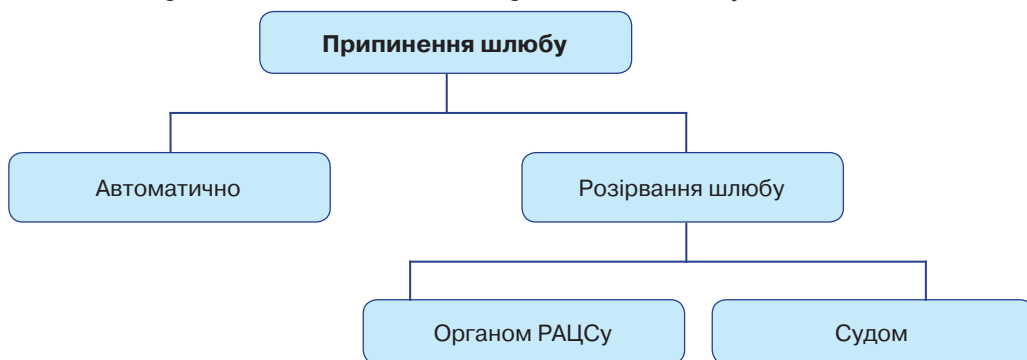 Припинення шлюбу
Автоматично
Розірвання шлюбу
Органом РАЦСу
Судом